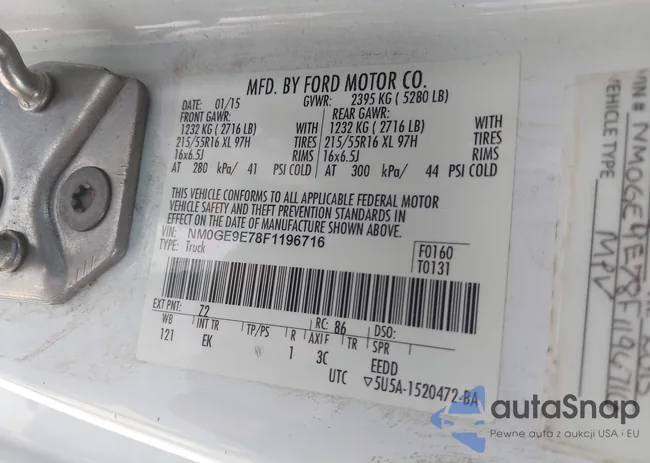 MFD. BY FORD MOTOR CO.
01/15 GVWR: 2395 KG ( 5280 LB)
FRONT GAWR: REAR GAWR:
1232 KG (2716 LB) WITH 1232 KG (2716 LB) WITH
215/55R16 XL 97H TIRES 215/55R16 XL 97H TIRES
16x6.5J RIMS 16x6.5J RIMS
AT 280 kPa/ 41 PSI COLD AT 300 kPa/ 44 PSI COLD
THIS VEHICLE CONFORMS TO ALL APPLICABLE FEDERAL MOTOR
VEHICLE SAFETY AND THEFT PREVENTION STANDARDS IN
EFFECT ON THE DATE OF MANUFACTURE SHOWN ABOVE.
VIN: NM0GE9E78F1196716
TYPE: Truck
F0160
T0131
EXT PNT: Z2 RC: 86 DSO:
WB INT TR TP/PS R AXLE TR SPR
121 EK 1 3C EEDD
UTC ▽5U5A-1520472-BA
VIN# NM0GE9E78F1196716
VEHICLE TYPE MPV
autoSnap
Pewne auta z aukcji USA i EU